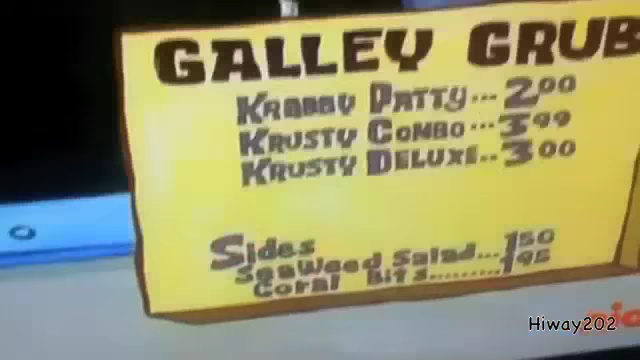 GALLEY GRUB
KRABBY PATTY... 2.00
KRUSTY COMBO... 3.99
KRUSTY DELUXE.. 3.00
Sides
Seaweed Salad... 1.50
Coral Bits........ 1.95
Hiway202
nic